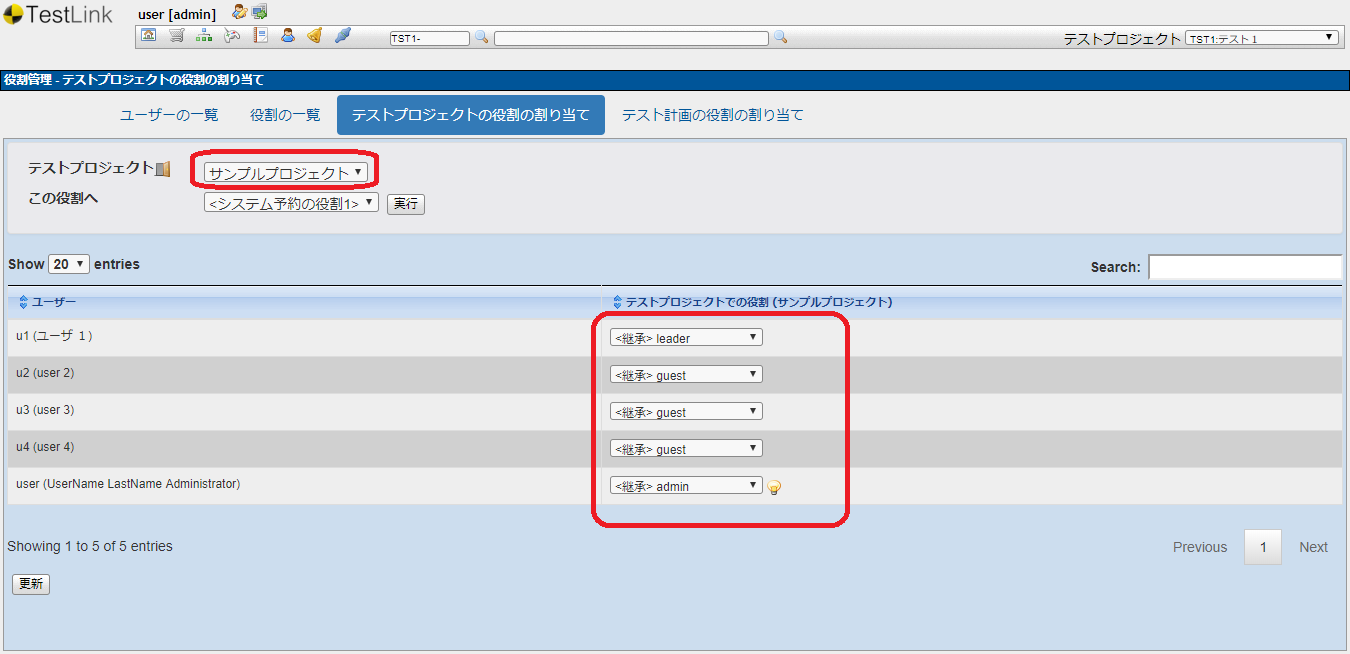 TestLink
user [admin]
TST1-
テストプロジェクト TST1:テスト1
役割管理 - テストプロジェクトの役割の割り当て
ユーザーの一覧 役割の一覧 テストプロジェクトの役割の割り当て テスト計画の役割の割り当て
テストプロジェクト サンプルプロジェクト
この役割へ <システム予約の役割1> 実行
Show 20 entries Search:
ユーザー テストプロジェクトでの役割 (サンプルプロジェクト)
u1 (ユーザ １) <継承> leader
u2 (user 2) <継承> guest
u3 (user 3) <継承> guest
u4 (user 4) <継承> guest
user (UserName LastName Administrator) <継承> admin
Showing 1 to 5 of 5 entries Previous 1 Next
更新